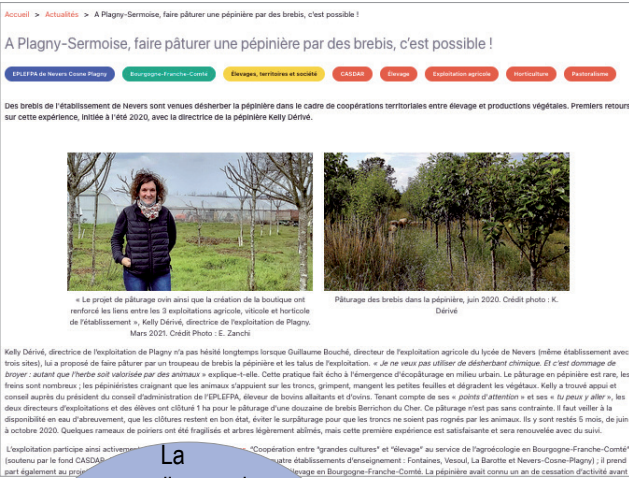 Accueil > Actualités > A Plagny-Sermoise, faire pâturer une pépinière par des brebis, c'est possible !
A Plagny-Sermoise, faire pâturer une pépinière par des brebis, c'est possible !
EPLEFPA de Nevers Cosne Plagny
Bourgogne-Franche-Comté
Élevages, territoires et société
CASDAR
Élevage
Exploitation agricole
Horticulture
Pastoralisme
Des brebis de l'établissement de Nevers sont venues désherber la pépinière dans le cadre de coopérations territoriales entre élevage et productions végétales. Premiers retours
sur cette expérience, initiée à l'été 2020, avec la directrice de la pépinière Kelly Dérivé.
« Le projet de pâturage ovin ainsi que la création de la boutique ont
renforcé les liens entre les 3 exploitations agricole, viticole et horticole
de l'établissement », Kelly Dérivé, directrice de l'exploitation de Plagny.
Mars 2021. Crédit Photo : E. Zanchi
Pâturage des brebis dans la pépinière, juin 2020. Crédit photo : K.
Dérivé
Kelly Dérivé, directrice de l'exploitation de Plagny n'a pas hésité longtemps lorsque Guillaume Bouché, directeur de l'exploitation agricole du lycée de Nevers (même établissement avec
trois sites), lui a proposé de faire pâturer par un troupeau de brebis la pépinière et les talus de l'exploitation. « Je ne veux pas utiliser de désherbant chimique. Et c'est dommage de
broyer : autant que l'herbe soit valorisée par des animaux » explique-t-elle. Cette pratique fait écho à l'émergence d'écopâturage en milieu urbain. Le pâturage en pépinière est rare, les
freins sont nombreux ; les pépiniéristes craignant que les animaux s'appuient sur les troncs, grimpent, mangent les petites feuilles et dégradent les végétaux. Kelly a trouvé appui et
conseil auprès du président du conseil d'administration de l'EPLEFPA, éleveur de bovins allaitants et d'ovins. Tenant compte de ses « points d'attention » et ses « tu peux y aller », les
deux directeurs d'exploitations et des élèves ont clôturé 1 ha pour le pâturage d'une douzaine de brebis Berrichon du Cher. Ce pâturage n'est pas sans contrainte. Il faut veiller à la
disponibilité en eau d'abreuvement, que les clôtures restent en bon état, éviter le surpâturage pour que les troncs ne soient pas rognés par les animaux. Ils y sont restés 5 mois, de juin
à octobre 2020. Quelques rameaux de poiriers ont été fragilisés et arbres légèrement abîmés, mais cette première expérience est satisfaisante et sera renouvelée avec du suivi.
L'exploitation participe ainsi "Coopération entre "grandes cultures" et "élevage" au service de l'agroécologie en Bourgogne-Franche-Comté"
(soutenu par le fond CASDAR établissements d'enseignement : Fontaines, Vesoul, La Barotte et Nevers-Cosne-Plagny) ; il prend
part également au en Bourgogne-Franche-Comté. La pépinière avait connu un an de cessation d'activité avant
La